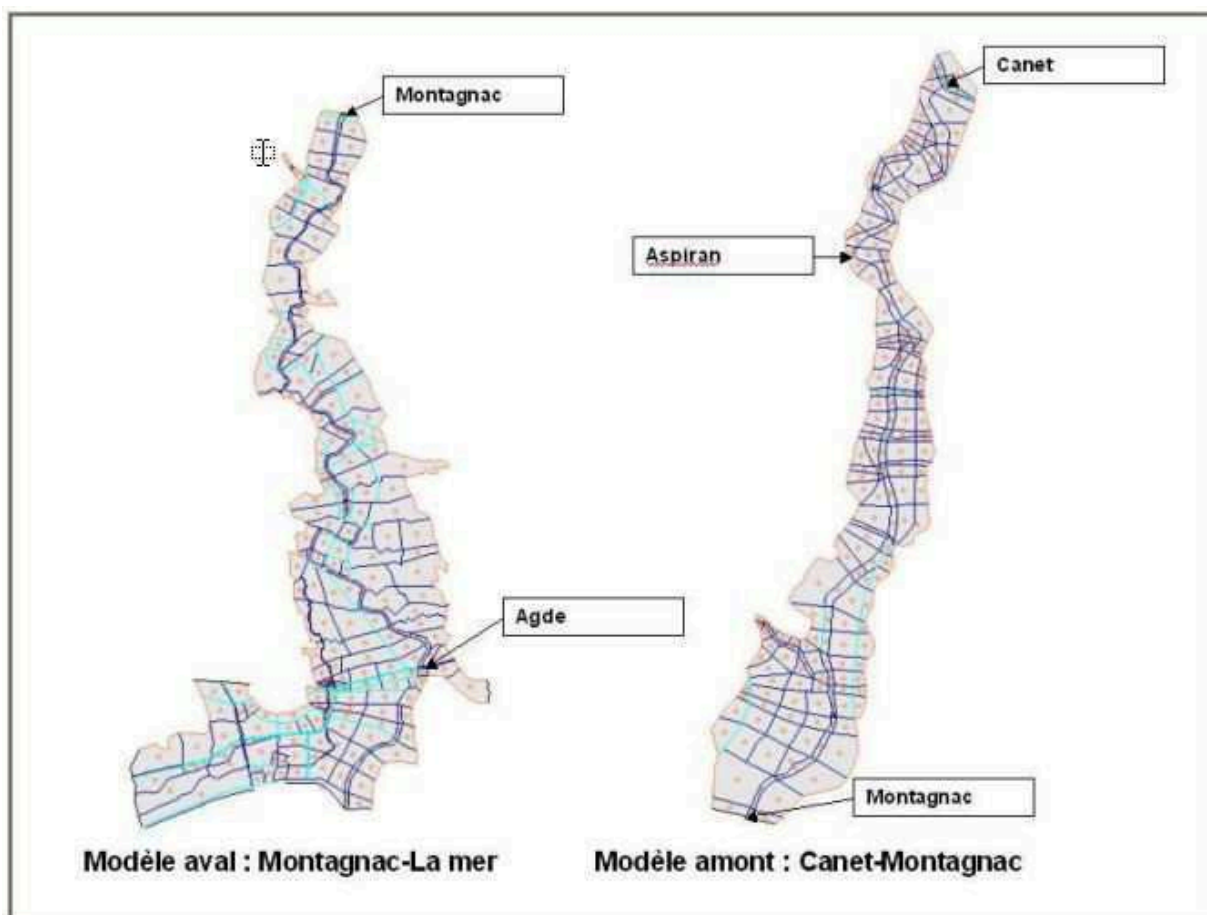 Montagnac
Canet
Aspiran
Agde
Montagnac
Modèle aval : Montagnac-La mer
Modèle amont : Canet-Montagnac